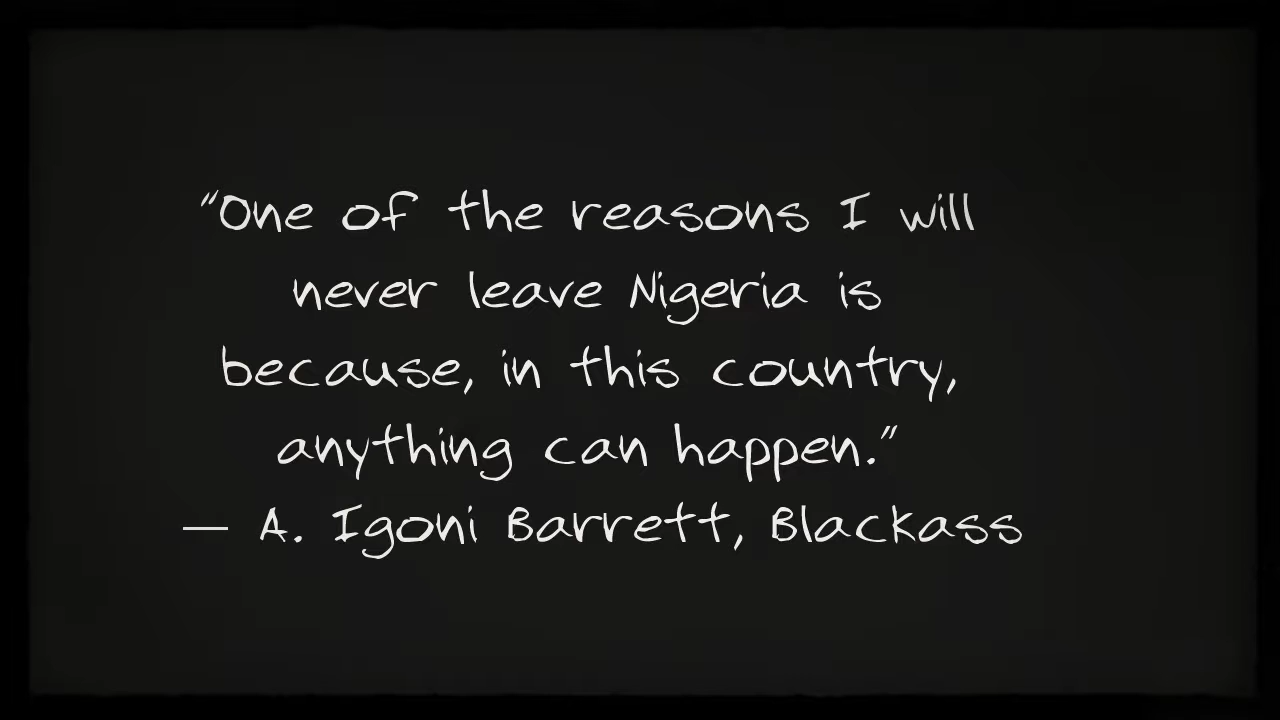 “One of the reasons I will
never leave Nigeria is
because, in this country,
anything can happen.”
— A. Igoni Barrett, Blackass